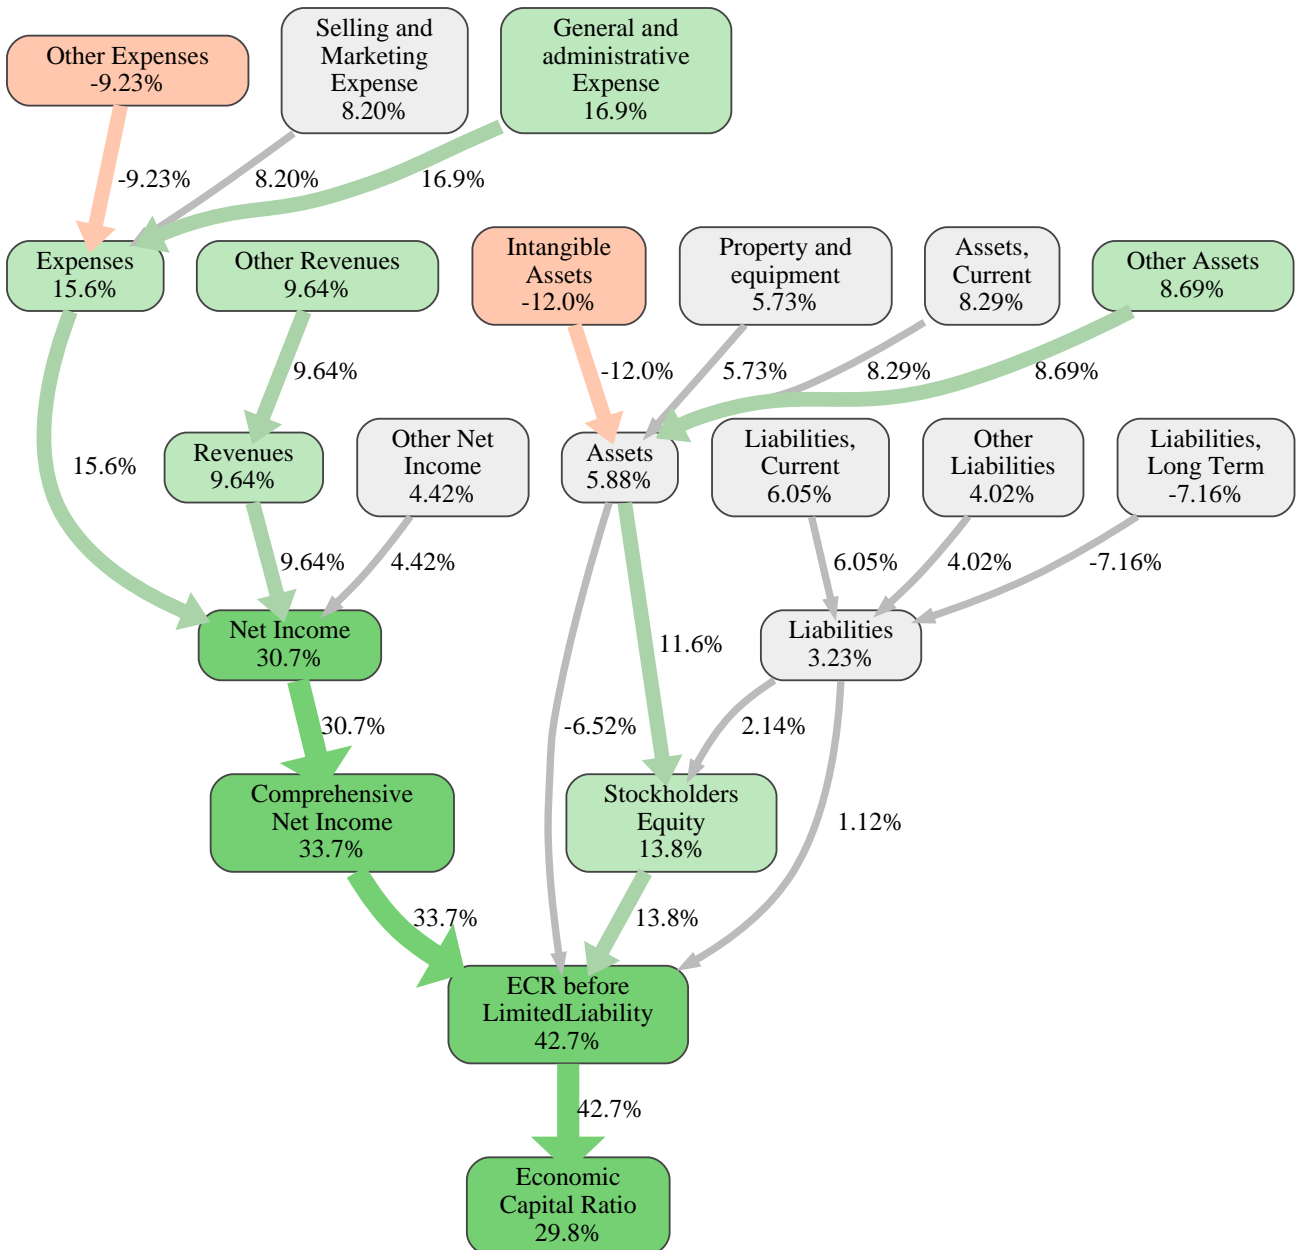 Other Expenses
-9.23%
Selling and
Marketing
Expense
8.20%
General and
administrative
Expense
16.9%
-9.23%
8.20%
16.9%
Expenses
15.6%
Other Revenues
9.64%
Intangible
Assets
-12.0%
Property and
equipment
5.73%
Assets,
Current
8.29%
Other Assets
8.69%
9.64%
-12.0%
5.73%
8.29%
8.69%
15.6%
Revenues
9.64%
Other Net
Income
4.42%
Assets
5.88%
Liabilities,
Current
6.05%
Other
Liabilities
4.02%
Liabilities,
Long Term
-7.16%
9.64%
4.42%
6.05%
4.02%
-7.16%
Net Income
30.7%
11.6%
Liabilities
3.23%
30.7%
-6.52%
2.14%
Comprehensive
Net Income
33.7%
Stockholders
Equity
13.8%
1.12%
33.7%
13.8%
ECR before
LimitedLiability
42.7%
42.7%
Economic
Capital Ratio
29.8%